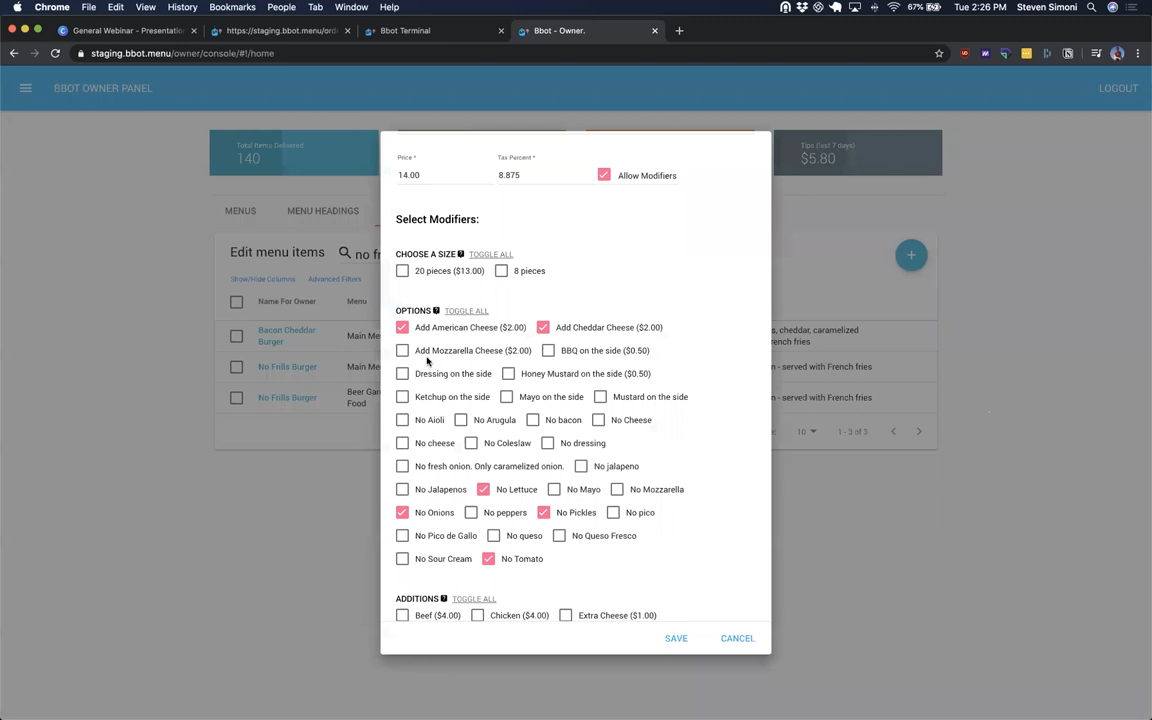 Chrome File Edit View History Bookmarks People Tab Window Help 67% Tue 2:26 PM Steven Simoni
General Webinar - Presentatio https://staging.bbot.menu/ord Bbot Terminal Bbot - Owner.
staging.bbot.menu/owner/console/#!/home
BBOT OWNER PANEL LOGOUT
Total Items Delivered
140
Tips (last 7 days)
$5.80
MENUS MENU HEADINGS
Edit menu items no fr
Show/Hide Columns Advanced Filters
Name For Owner Menu
Bacon Cheddar Burger Main Me s, cheddar, caramelized
french fries
No Frills Burger Main Me n - served with French fries
No Frills Burger Beer Gar Food n - served with French fries
10 1 - 3 of 3
Price * Tax Percent *
14.00 8.875 Allow Modifiers
Select Modifiers:
CHOOSE A SIZE TOGGLE ALL
20 pieces ($13.00) 8 pieces
OPTIONS TOGGLE ALL
Add American Cheese ($2.00) Add Cheddar Cheese ($2.00)
Add Mozzarella Cheese ($2.00) BBQ on the side ($0.50)
Dressing on the side Honey Mustard on the side ($0.50)
Ketchup on the side Mayo on the side Mustard on the side
No Aioli No Arugula No bacon No Cheese
No cheese No Coleslaw No dressing
No fresh onion. Only caramelized onion. No jalapeno
No Jalapenos No Lettuce No Mayo No Mozzarella
No Onions No peppers No Pickles No pico
No Pico de Gallo No queso No Queso Fresco
No Sour Cream No Tomato
ADDITIONS TOGGLE ALL
Beef ($4.00) Chicken ($4.00) Extra Cheese ($1.00)
SAVE CANCEL